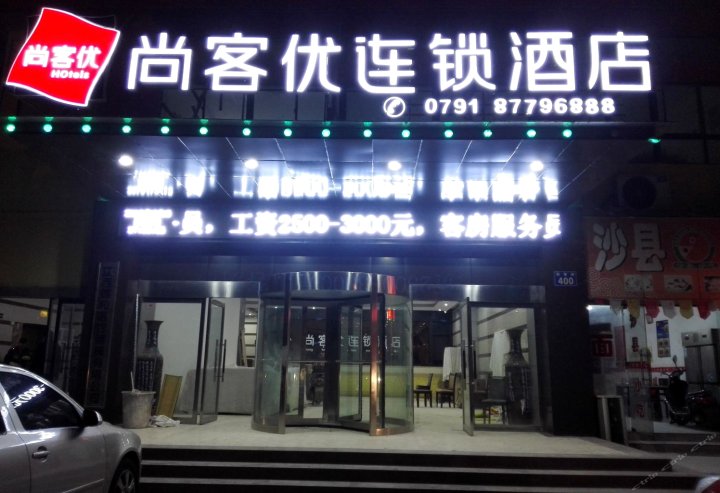 尚客优
HOtels
尚客优连锁酒店
0791 87796888
员，工资2500-3000元，客房服务员
400
沙县
尚客优连锁酒店
面